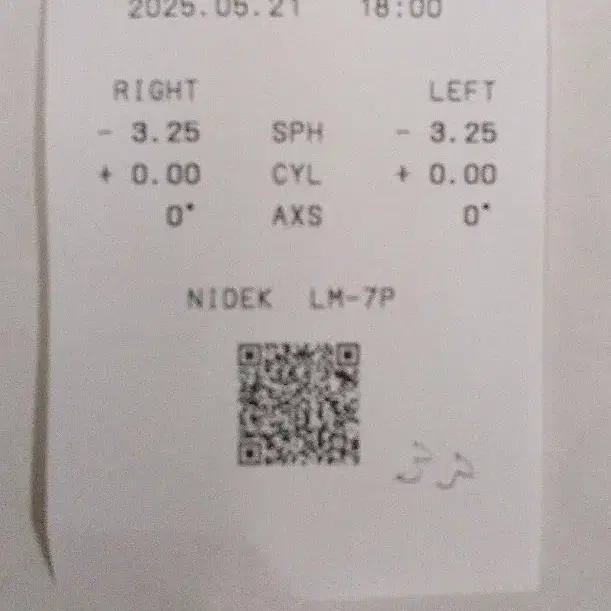 2025.05.21 18:00
RIGHT LEFT
- 3.25 SPH - 3.25
+ 0.00 CYL + 0.00
0° AXS 0°
NIDEK LM-7P